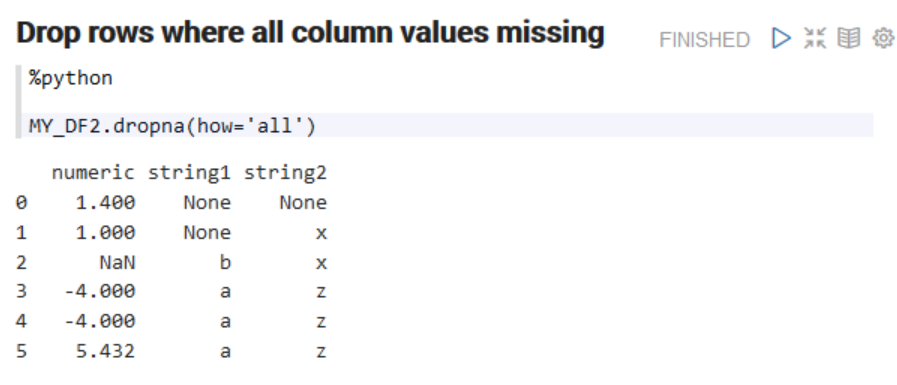 Drop rows where all column values missing
FINISHED
%python
MY_DF2.dropna(how='all')
numeric string1 string2
0 1.400 None None
1 1.000 None x
2 NaN b x
3 -4.000 a z
4 -4.000 a z
5 5.432 a z